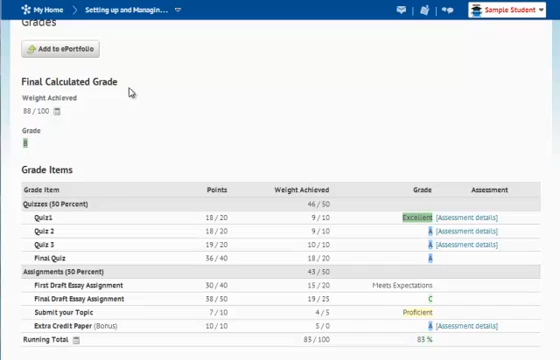 My Home Setting up and Managin... Sample Student
Grades
Add to ePortfolio
Final Calculated Grade
Weight Achieved
88 / 100
Grade
B
Grade Items
Grade Item Points Weight Achieved Grade Assessment
Quizzes (50 Percent) 46 / 50
Quiz1 18 / 20 9 / 10 Excellent [Assessment details]
Quiz 2 18 / 20 9 / 10 A [Assessment details]
Quiz 3 19 / 20 10 / 10 A [Assessment details]
Final Quiz 36 / 40 18 / 20 A
Assignments (50 Percent) 43 / 50
First Draft Essay Assignment 30 / 40 15 / 20 Meets Expectations
Final Draft Essay Assignment 38 / 50 19 / 25 C
Submit your Topic 7 / 10 4 / 5 Proficient
Extra Credit Paper (Bonus) 10 / 10 5 / 0 A [Assessment details]
Running Total 83 / 100 83 %